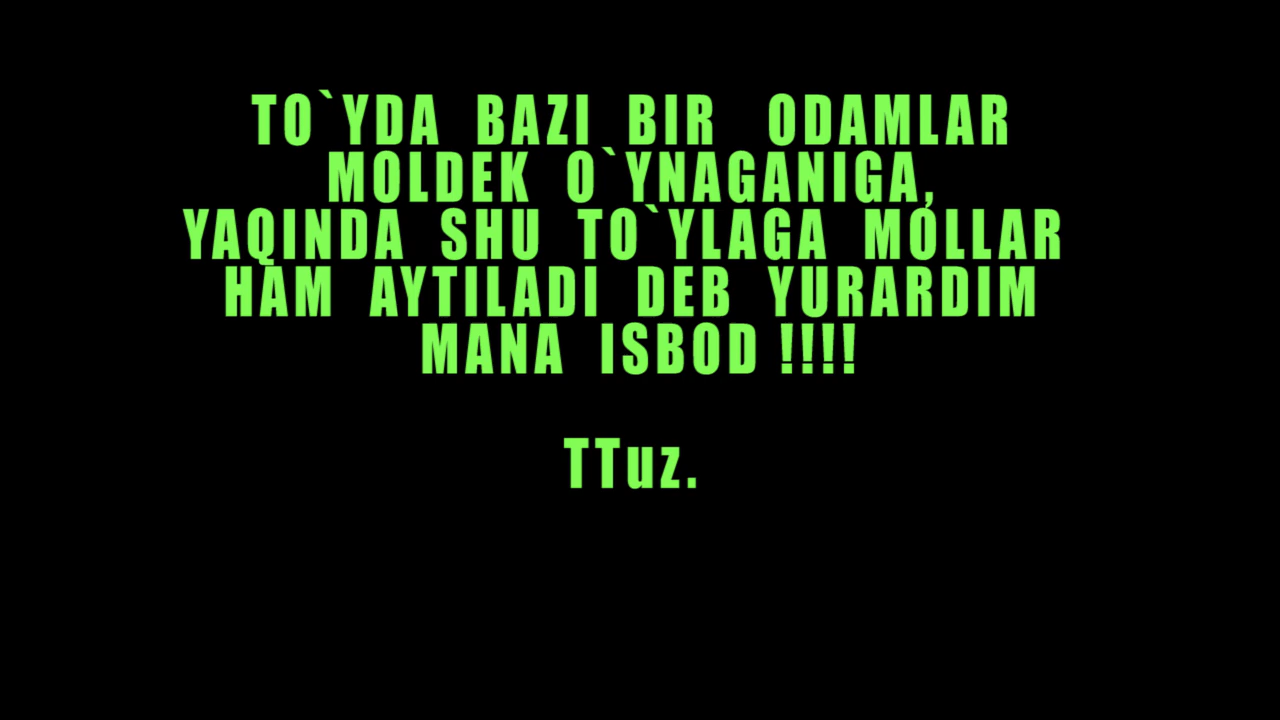 TO`YDA BAZI BIR ODAMLAR
MOLDEK O`YNAGANIGA,
YAQINDA SHU TO`YLAGA MOLLAR
HAM AYTILADI DEB YURARDIM
MANA ISBOD !!!!
TTuz.